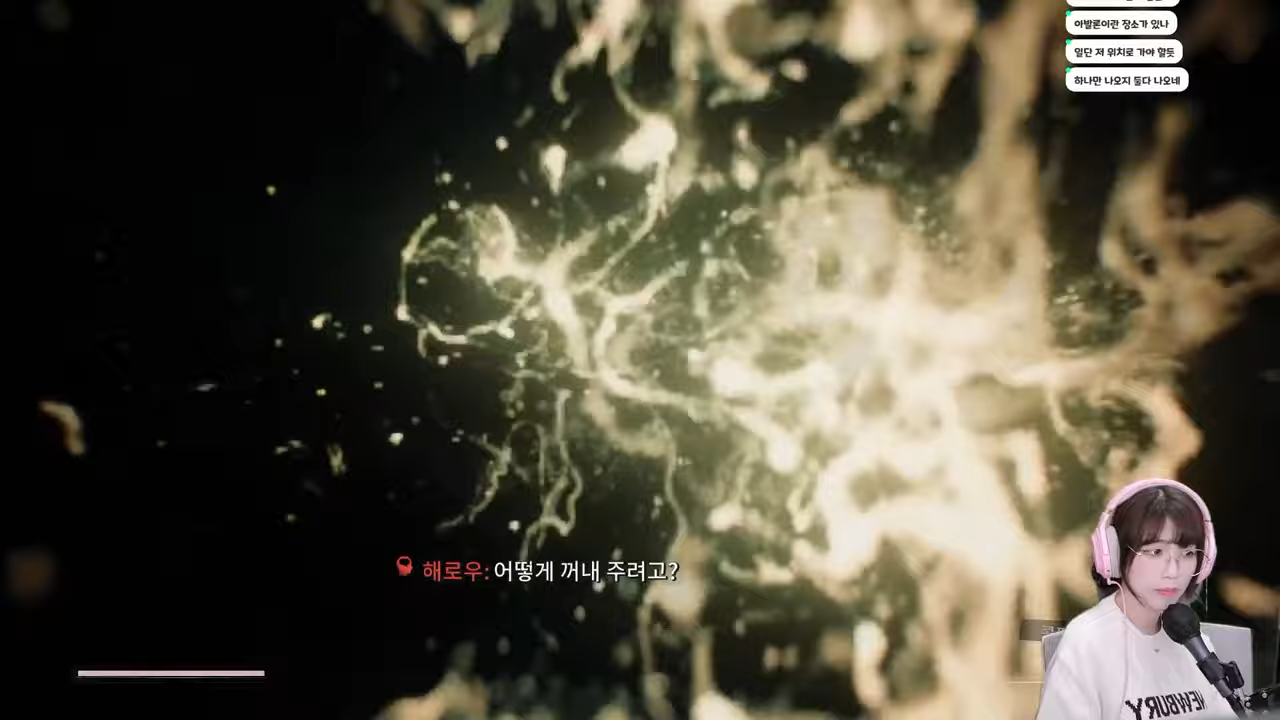 아발론이란 장소가 있나
일단 저 위치로 가야 할듯
하나만 나오지 둘다 나오네
해로우: 어떻게 꺼내 주려고?
NEWBURY